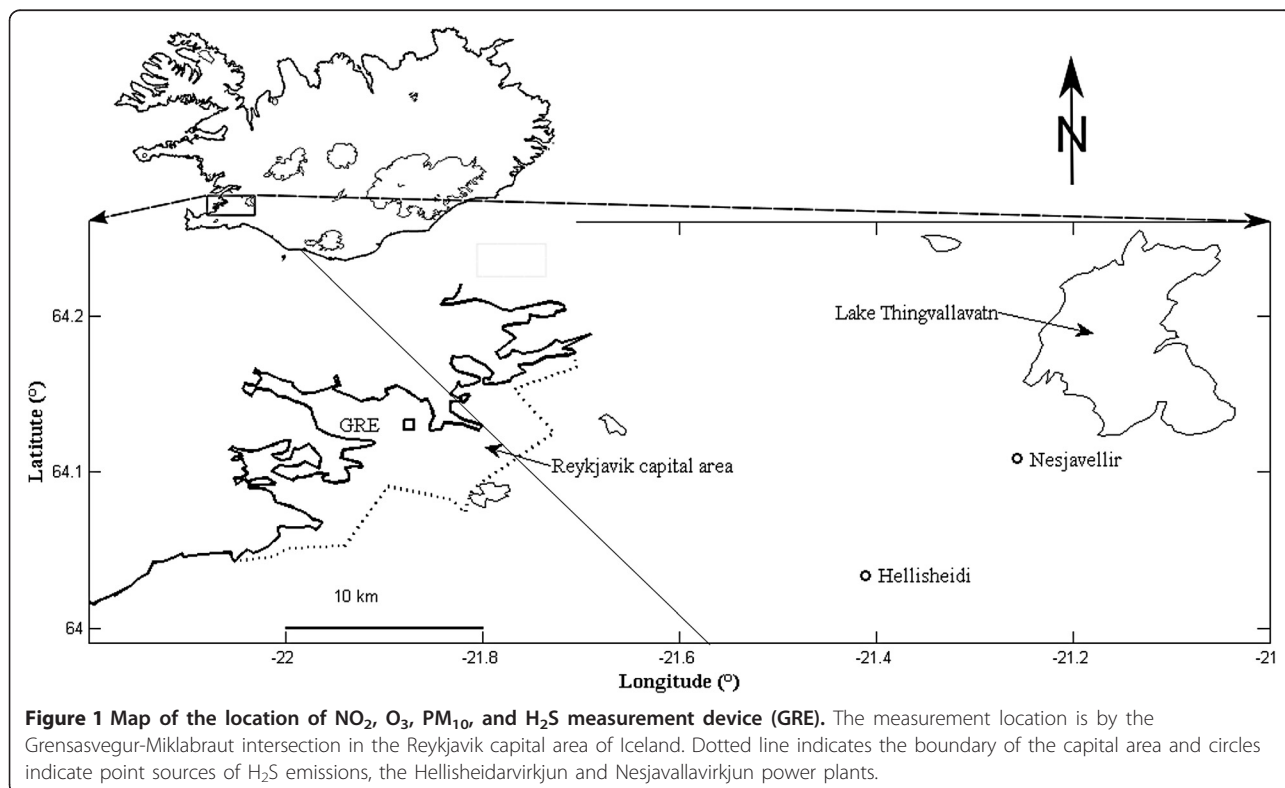 N
64.2
64.1
64
Latitute (°)
Lake Thingvallavatn
GRE
Reykjavik capital area
Nesjavellir
Hellisheidi
10 km
-22
-21.8
-21.6
-21.4
-21.2
-21
Longitude (°)
Figure 1 Map of the location of NO₂, O₃, PM₁₀, and H₂S measurement device (GRE). The measurement location is by the
Grensasvegur-Miklabraut intersection in the Reykjavik capital area of Iceland. Dotted line indicates the boundary of the capital area and circles
indicate point sources of H₂S emissions, the Hellisheidarvirkjun and Nesjavallavirkjun power plants.